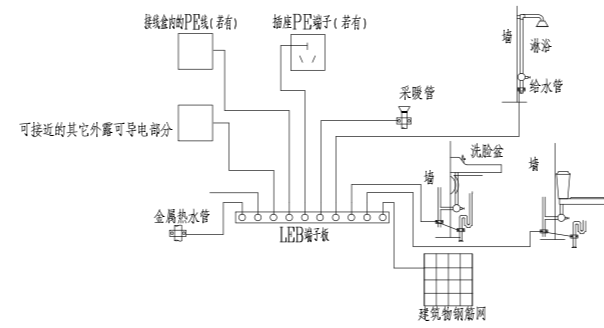 接线盒内的PE线(若有)
插座PE端子(若有)
墙
淋浴
给水管
采暖管
可接近的其它外露可导电部分
洗脸盆
墙
墙
金属热水管
LEB端子板
建筑物钢筋网